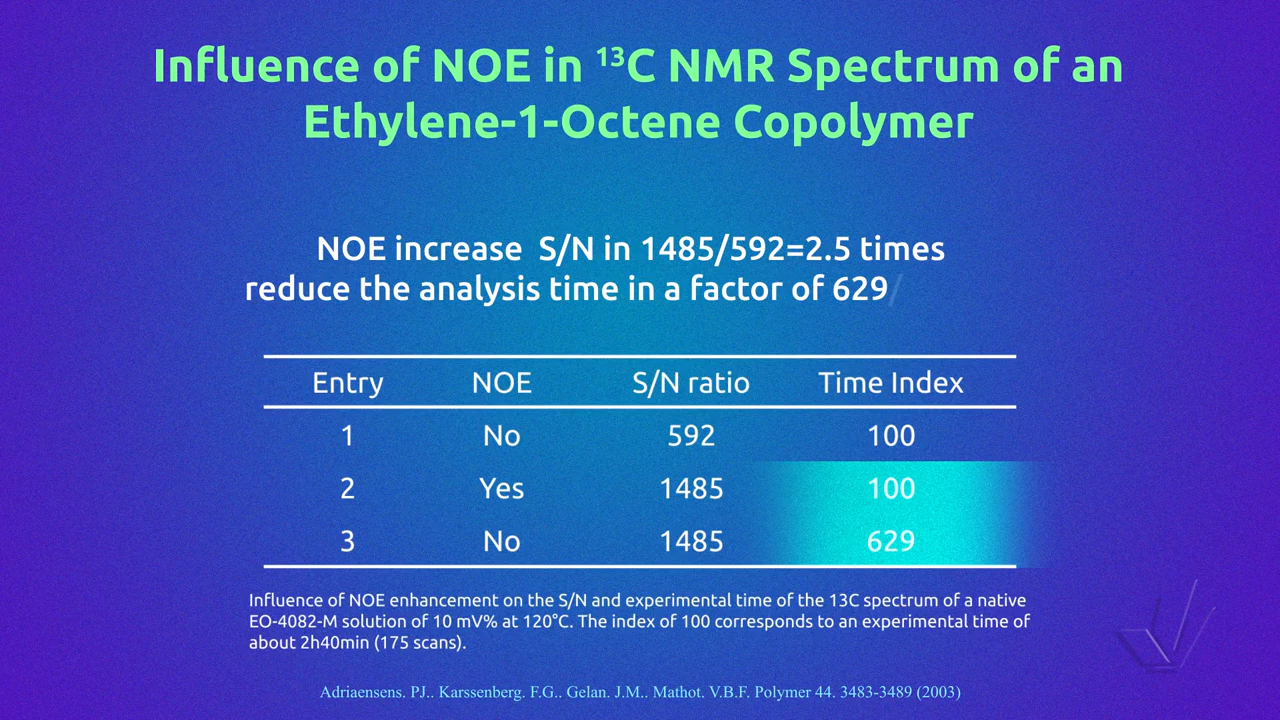 Influence of NOE in ¹³C NMR Spectrum of an
Ethylene-1-Octene Copolymer
NOE increase S/N in 1485/592=2.5 times
reduce the analysis time in a factor of 629/
Entry NOE S/N ratio Time Index
1 No 592 100
2 Yes 1485 100
3 No 1485 629
Influence of NOE enhancement on the S/N and experimental time of the 13C spectrum of a native
EO-4082-M solution of 10 mV% at 120°C. The index of 100 corresponds to an experimental time of
about 2h40min (175 scans).
Adriaensens. PJ.. Karssenberg. F.G.. Gelan. J.M.. Mathot. V.B.F. Polymer 44. 3483-3489 (2003)